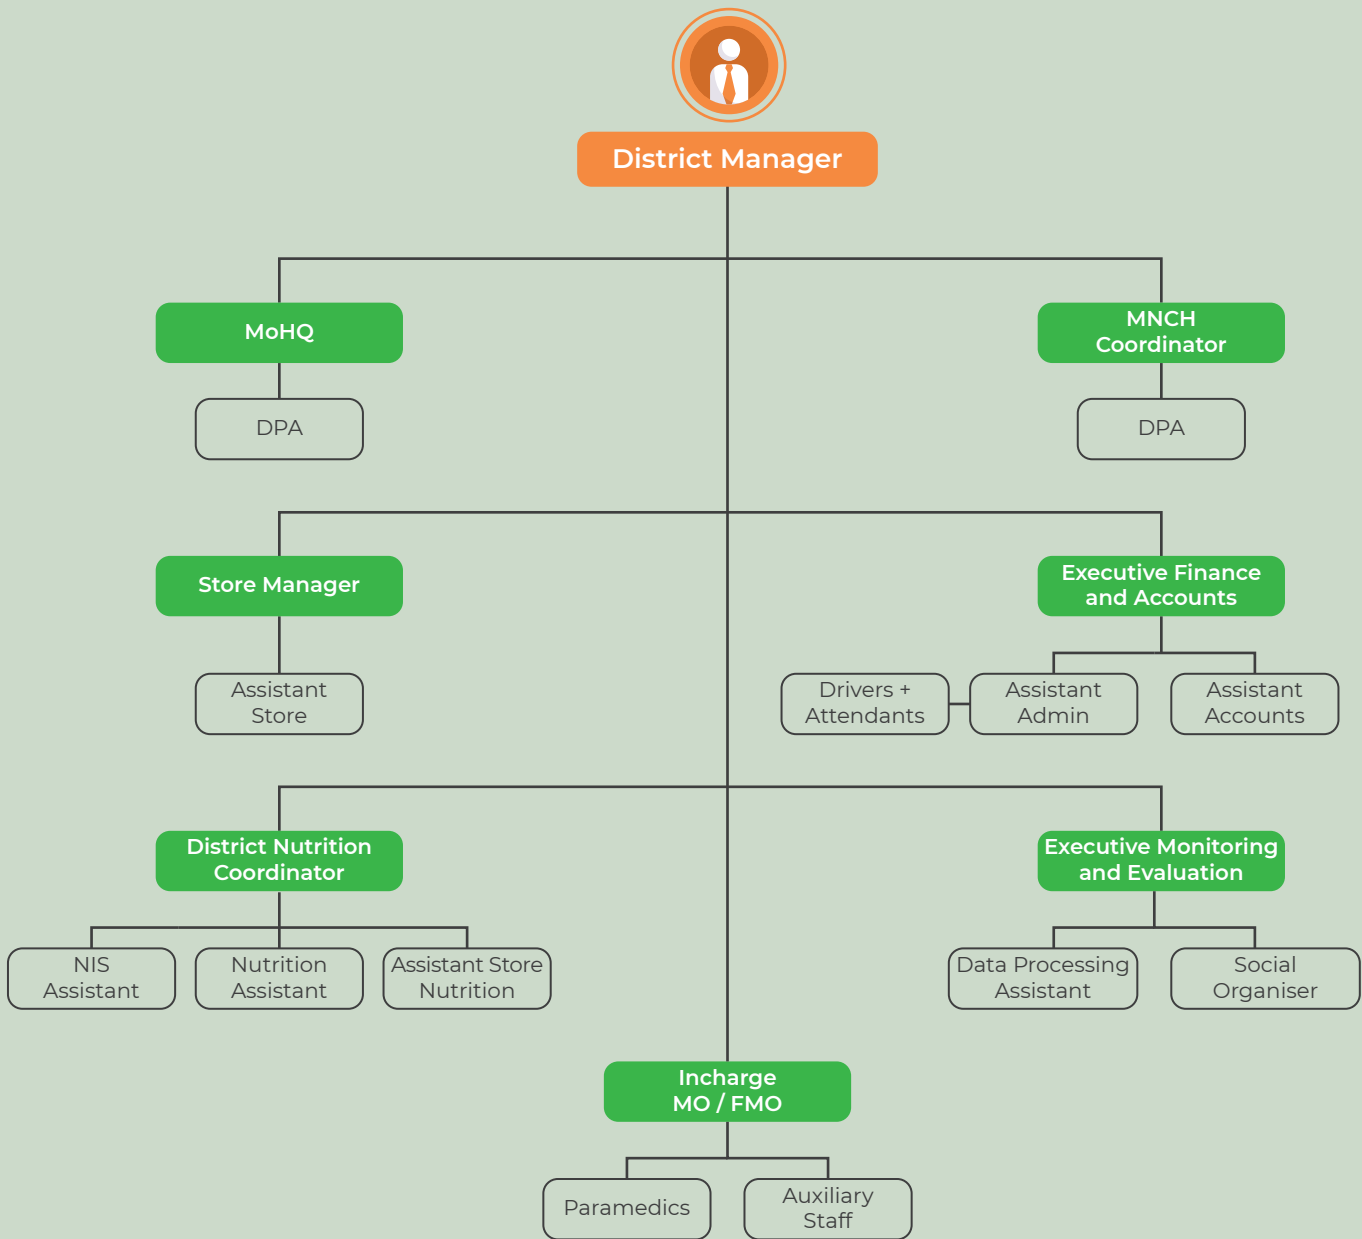 District Manager
MoHQ
MNCH
Coordinator
DPA
DPA
Store Manager
Executive Finance
and Accounts
Assistant
Store
Drivers +
Attendants
Assistant
Admin
Assistant
Accounts
District Nutrition
Coordinator
Executive Monitoring
and Evaluation
NIS
Assistant
Nutrition
Assistant
Assistant Store
Nutrition
Data Processing
Assistant
Social
Organiser
Incharge
MO / FMO
Paramedics
Auxiliary
Staff